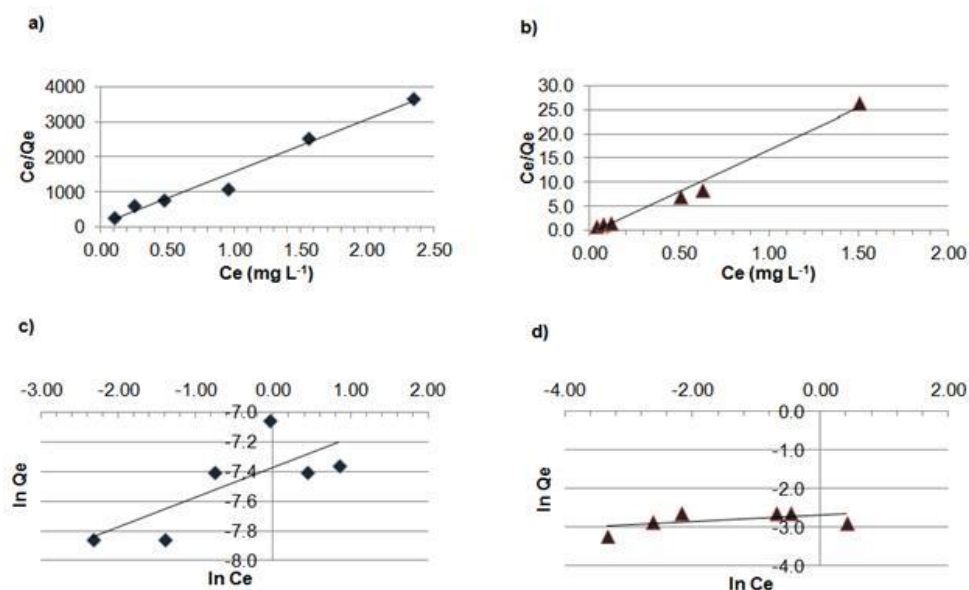 a)
4000
3000
2000
1000
0
Ce/Qe
0.00 0.50 1.00 1.50 2.00 2.50
Ce (mg L-1)
b)
30.0
25.0
20.0
15.0
10.0
5.0
0.0
Ce/Qe
0.00 0.50 1.00 1.50 2.00
Ce (mg L-1)
c)
-3.00 -2.00 -1.00 0.00 1.00 2.00
-7.0
-7.2
-7.4
-7.6
-7.8
-8.0
ln Qe
ln Ce
d)
-4.00 -2.00 0.00 2.00
0.0
-1.0
-2.0
-3.0
-4.0
ln Qe
ln Ce